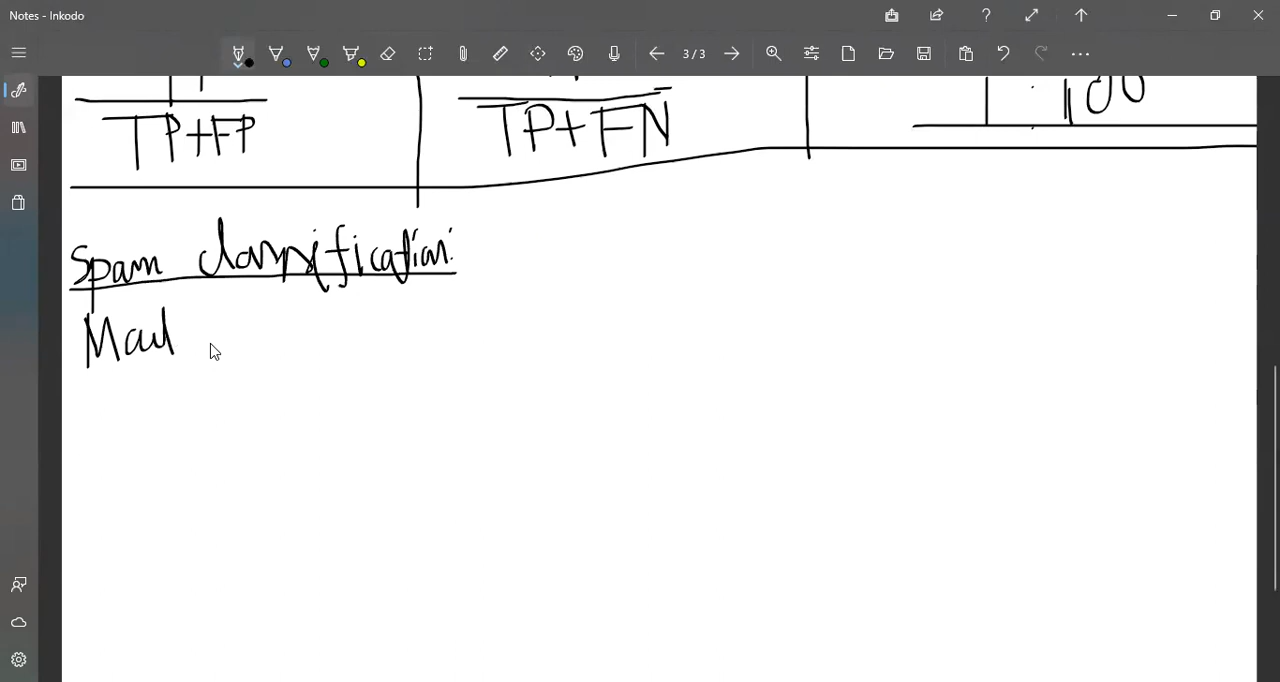 Notes - Inkodo
3/3
TP+FP
TP+FN
100
Spam classification:
Mail